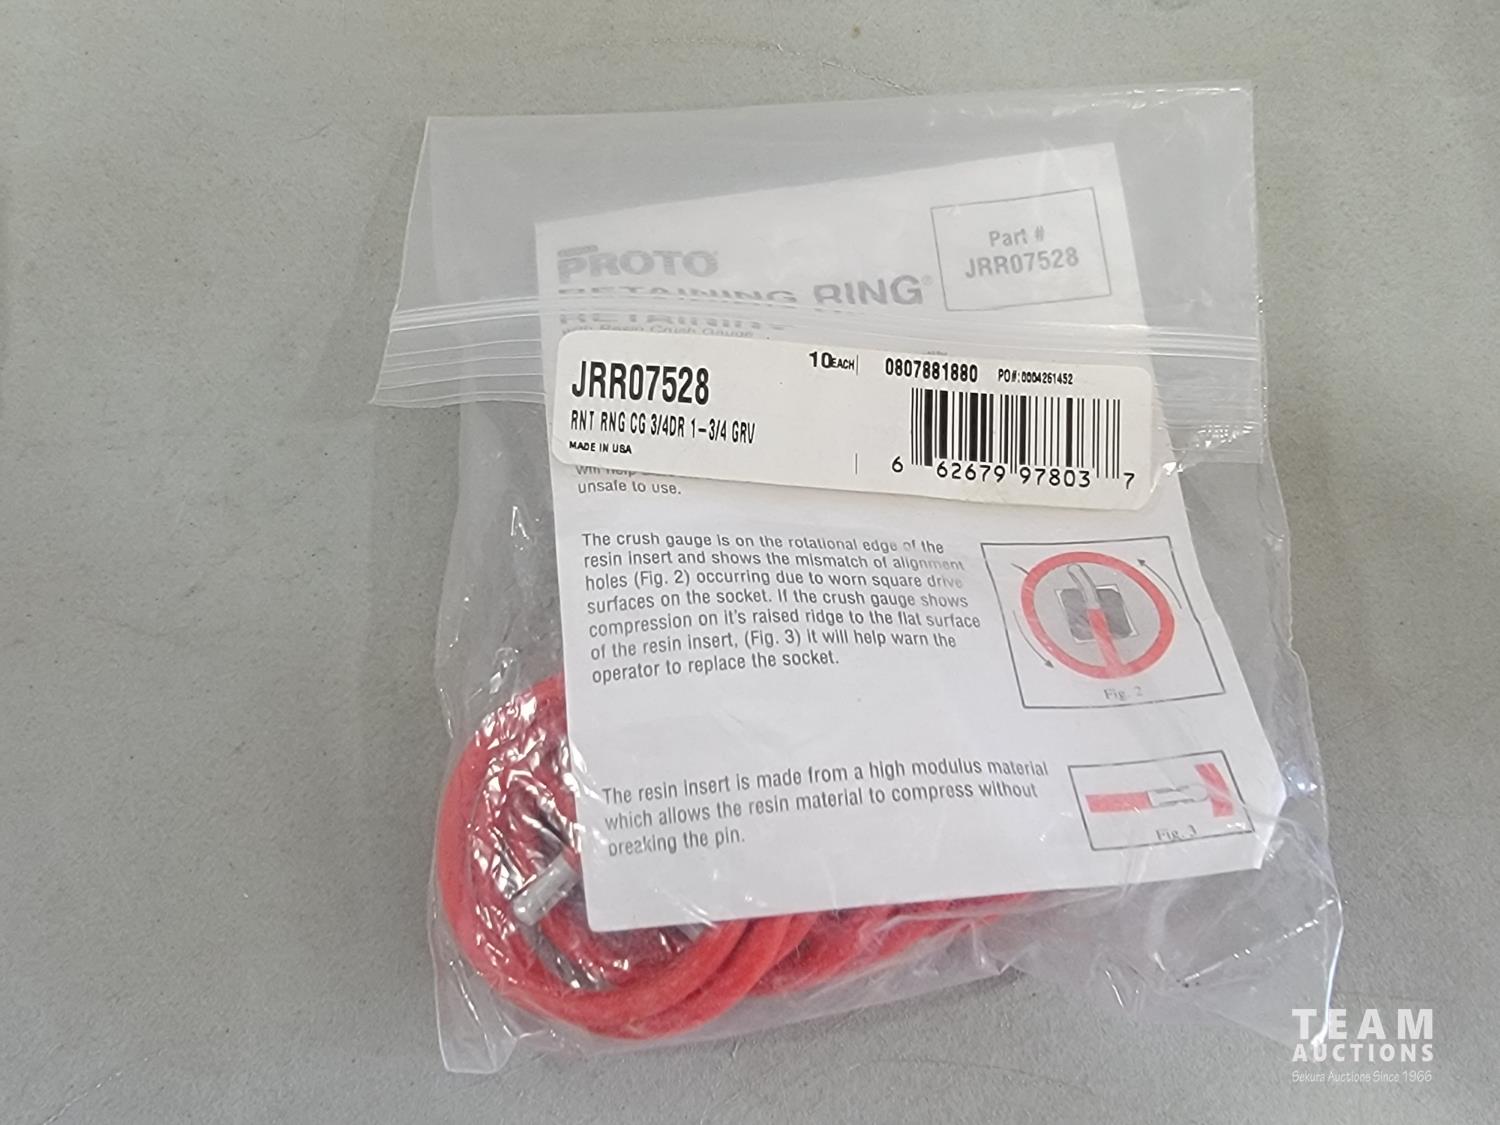 PROTO
RETAINING RING®
Part #
JRR07528
with Resin Crush Gauge
JRR07528
RNT RNG CG 3/4DR 1-3/4 GRV
MADE IN USA
10EACH
0807881880 PO#:0004261452
6 62679 97803 7
will help
unsafe to use.
The crush gauge is on the rotational edge of the
resin insert and shows the mismatch of alignment
holes (Fig. 2) occurring due to worn square drive
surfaces on the socket. If the crush gauge shows
compression on it's raised ridge to the flat surface
of the resin insert, (Fig. 3) it will help warn the
operator to replace the socket.
Fig. 2
The resin insert is made from a high modulus material
which allows the resin material to compress without
breaking the pin.
Fig. 3
TEAM
AUCTIONS
Sekura Auctions Since 1966